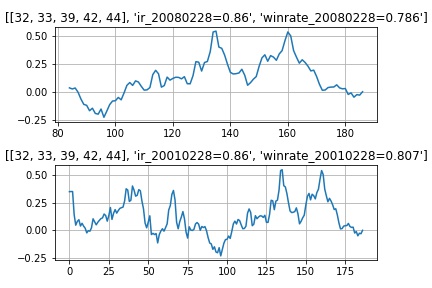 [[32, 33, 39, 42, 44], 'ir_20080228=0.86', 'winrate_20080228=0.786']
0.50
0.25
0.00
−0.25
80 100 120 140 160 180
[[32, 33, 39, 42, 44], 'ir_20010228=0.86', 'winrate_20010228=0.807']
0.50
0.25
0.00
−0.25
0 25 50 75 100 125 150 175